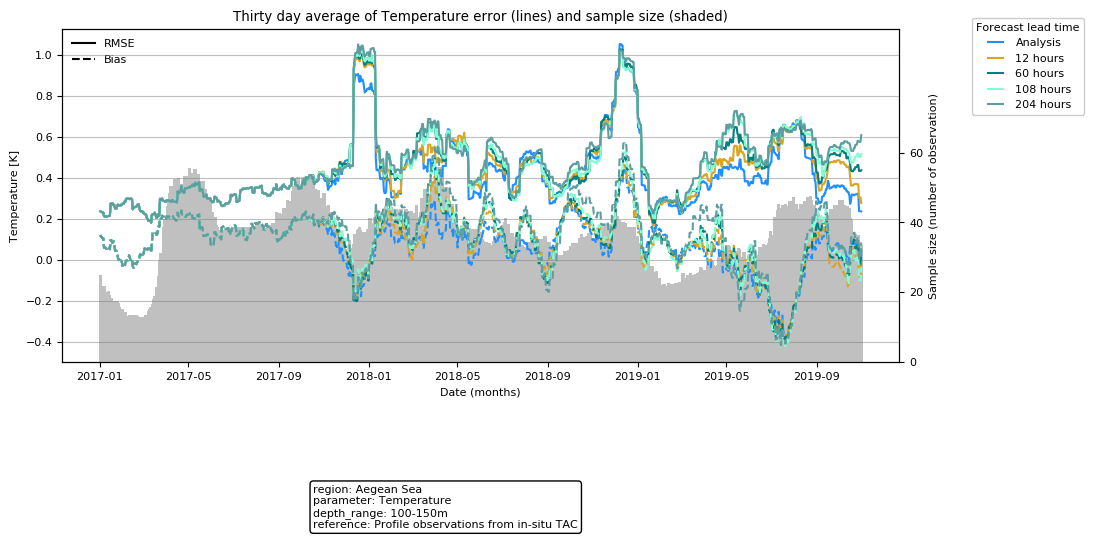 Thirty day average of Temperature error (lines) and sample size (shaded)
RMSE
Bias
Forecast lead time
Analysis
12 hours
60 hours
108 hours
204 hours
Temperature [K]
1.0
0.8
0.6
0.4
0.2
0.0
−0.2
−0.4
60
40
20
0
Sample size (number of observation)
2017-01 2017-05 2017-09 2018-01 2018-05 2018-09 2019-01 2019-05 2019-09
Date (months)
region: Aegean Sea
parameter: Temperature
depth_range: 100-150m
reference: Profile observations from in-situ TAC